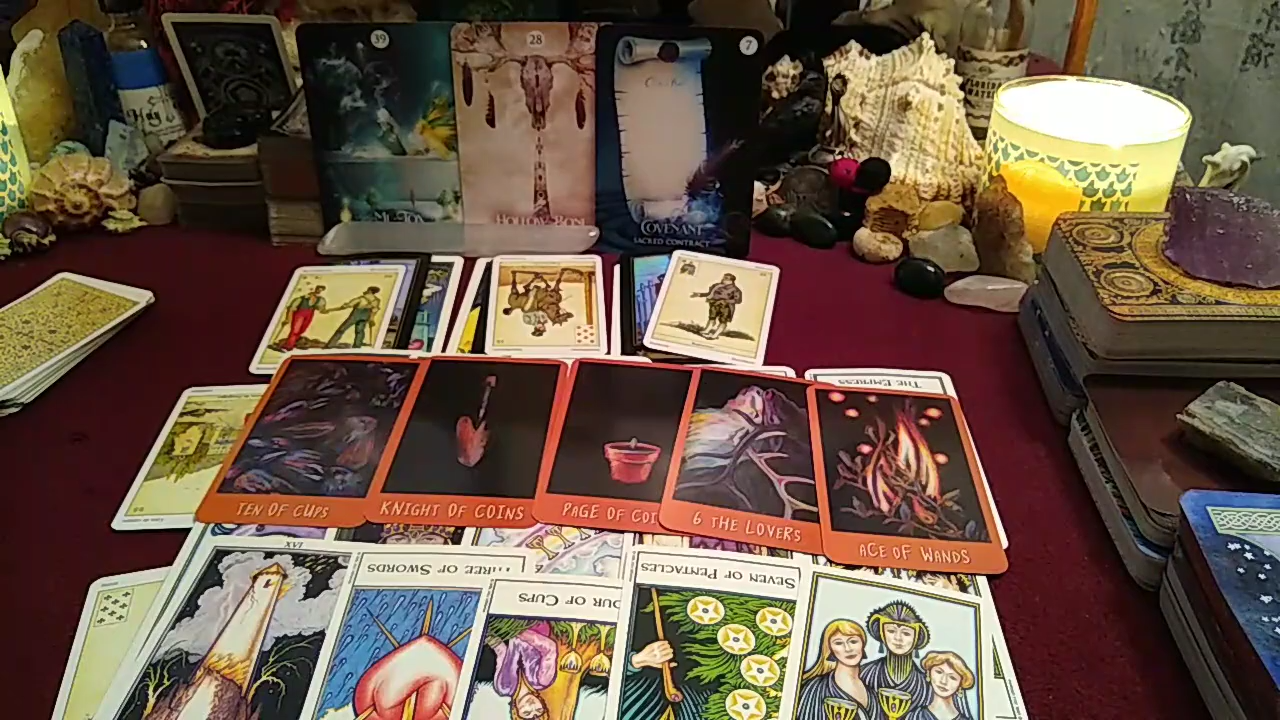 39
28
7
HOLLOW BONE
COVENANT
SACRED CONTRACT
THE EMPRESS
TEN OF CUPS
KNIGHT OF COINS
PAGE OF COI
6 THE LOVERS
ACE OF WANDS
XVI
THREE OF SWORDS
OUR OF CUPS
SEVEN OF PENTACLES